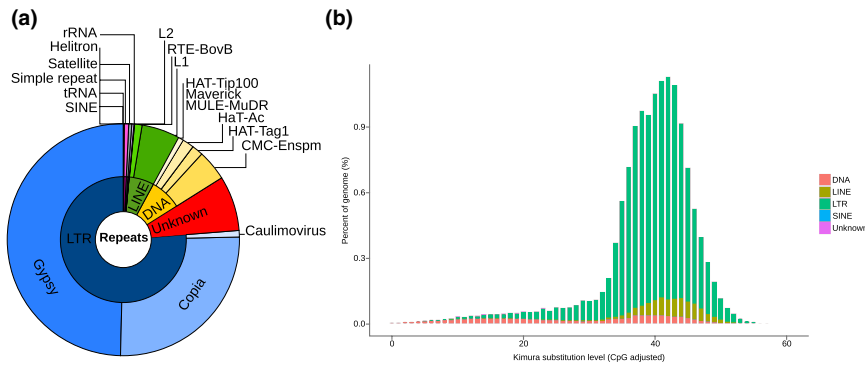 (a)
rRNA
Helitron
Satellite
Simple repeat
tRNA
SINE
L2
RTE-BovB
L1
HAT-Tip100
Maverick
MULE-MuDR
HaT-Ac
HAT-Tag1
CMC-Enspm
LINE
DNA
Unknown
LTR
Repeats
Caulimovirus
Gypsy
Copia
(b)
Percent of genome (%)
0.9
0.6
0.3
0.0
0
20
40
60
Kimura substitution level (CpG adjusted)
DNA
LINE
LTR
SINE
Unknown